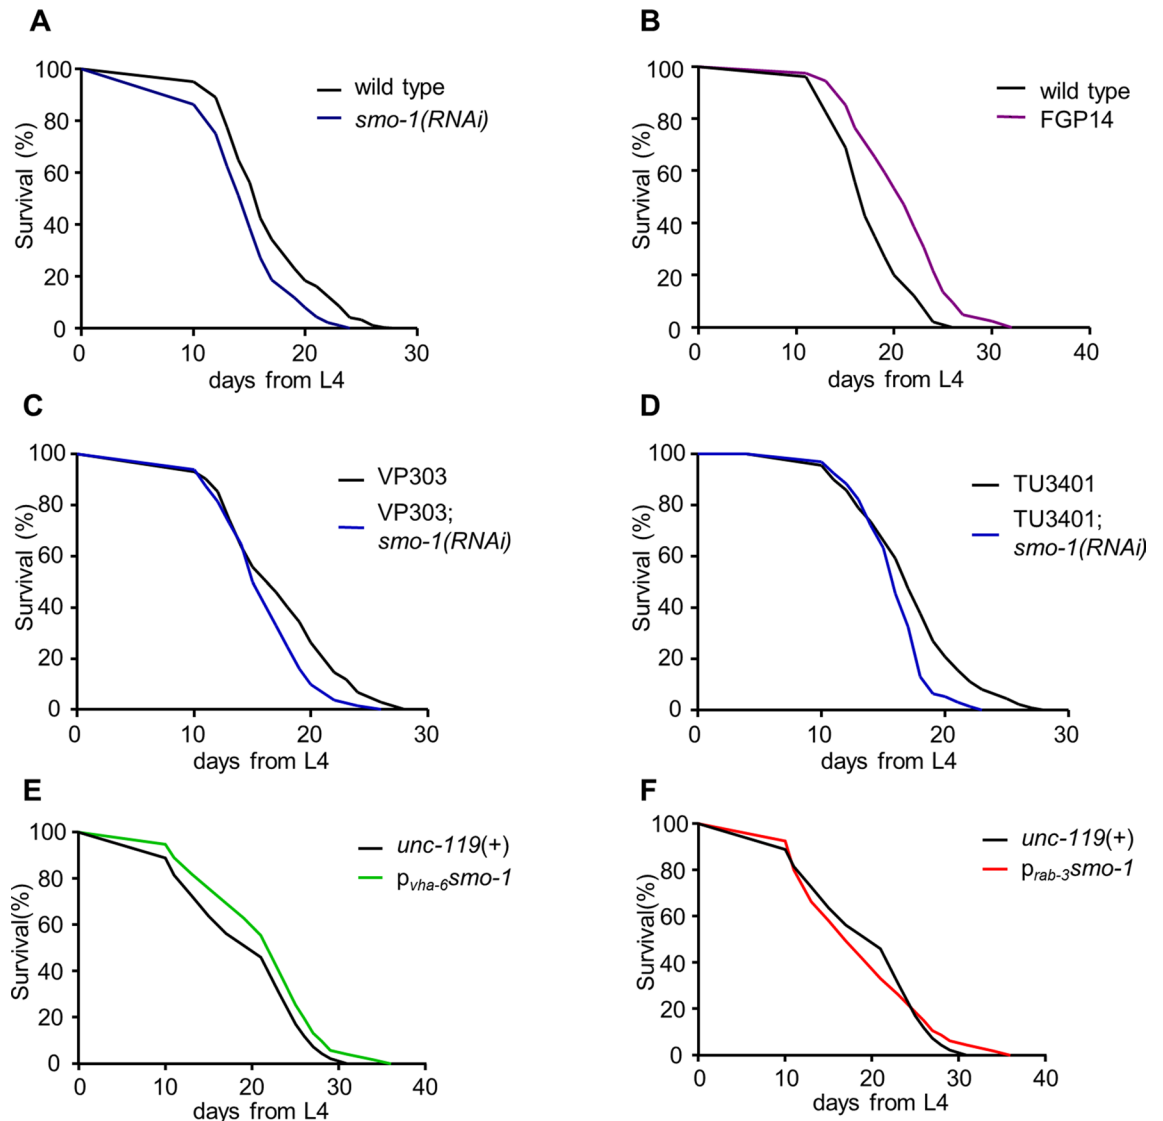 A
100
80
60
40
20
0
Survival (%)
0 10 20 30
days from L4
wild type
smo-1(RNAi)
B
100
80
60
40
20
0
Survival (%)
0 10 20 30 40
days from L4
wild type
FGP14
C
100
80
60
40
20
0
Survival (%)
0 10 20 30
days from L4
VP303
VP303;
smo-1(RNAi)
D
100
80
60
40
20
0
Survival (%)
0 10 20 30
days from L4
TU3401
TU3401;
smo-1(RNAi)
E
100
80
60
40
20
0
Survival(%)
0 10 20 30 40
days from L4
unc-119(+)
pvha-6smo-1
F
100
80
60
40
20
0
Survival(%)
0 10 20 30 40
days from L4
unc-119(+)
prab-3smo-1